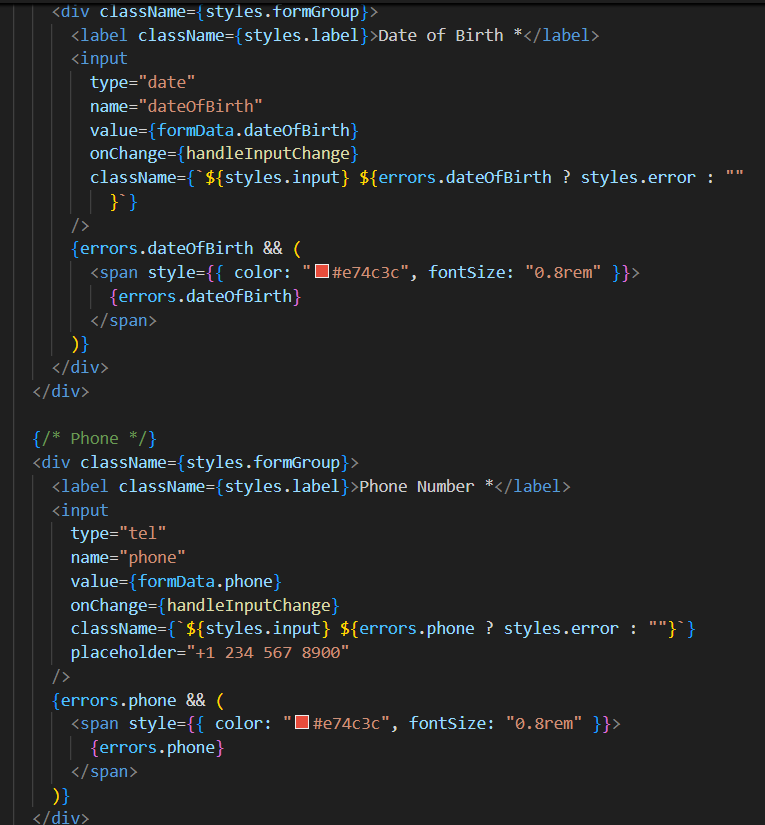 <div className={styles.formGroup}>
<label className={styles.label}>Date of Birth *</label>
<input
type="date"
name="dateOfBirth"
value={formData.dateOfBirth}
onChange={handleInputChange}
className={`${styles.input} ${errors.dateOfBirth ? styles.error : ""
}`}
/>
{errors.dateOfBirth && (
<span style={{ color: "#e74c3c", fontSize: "0.8rem" }}>
{errors.dateOfBirth}
</span>
)}
</div>
</div>
{/* Phone */}
<div className={styles.formGroup}>
<label className={styles.label}>Phone Number *</label>
<input
type="tel"
name="phone"
value={formData.phone}
onChange={handleInputChange}
className={`${styles.input} ${errors.phone ? styles.error : ""}`}
placeholder="+1 234 567 8900"
/>
{errors.phone && (
<span style={{ color: "#e74c3c", fontSize: "0.8rem" }}>
{errors.phone}
</span>
)}
</div>